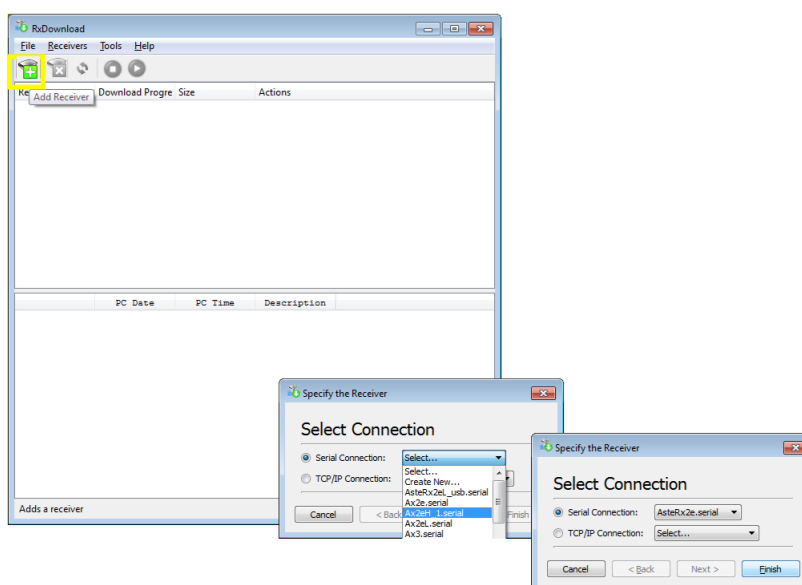 RxDownload
File Receivers Tools Help
Re Download Progre Size Actions
Add Receiver
PC Date PC Time Description
Adds a receiver
Specify the Receiver
Select Connection
Serial Connection: Select...
Select...
TCP/IP Connection:
Create New...
AsteRx2eL_usb.serial
Ax2e.serial
Ax2eH_1.serial
Ax2eL.serial
Ax3.serial
Cancel < Back Finish
Specify the Receiver
Select Connection
Serial Connection: AsteRx2e.serial
TCP/IP Connection: Select...
Cancel < Back Next > Finish